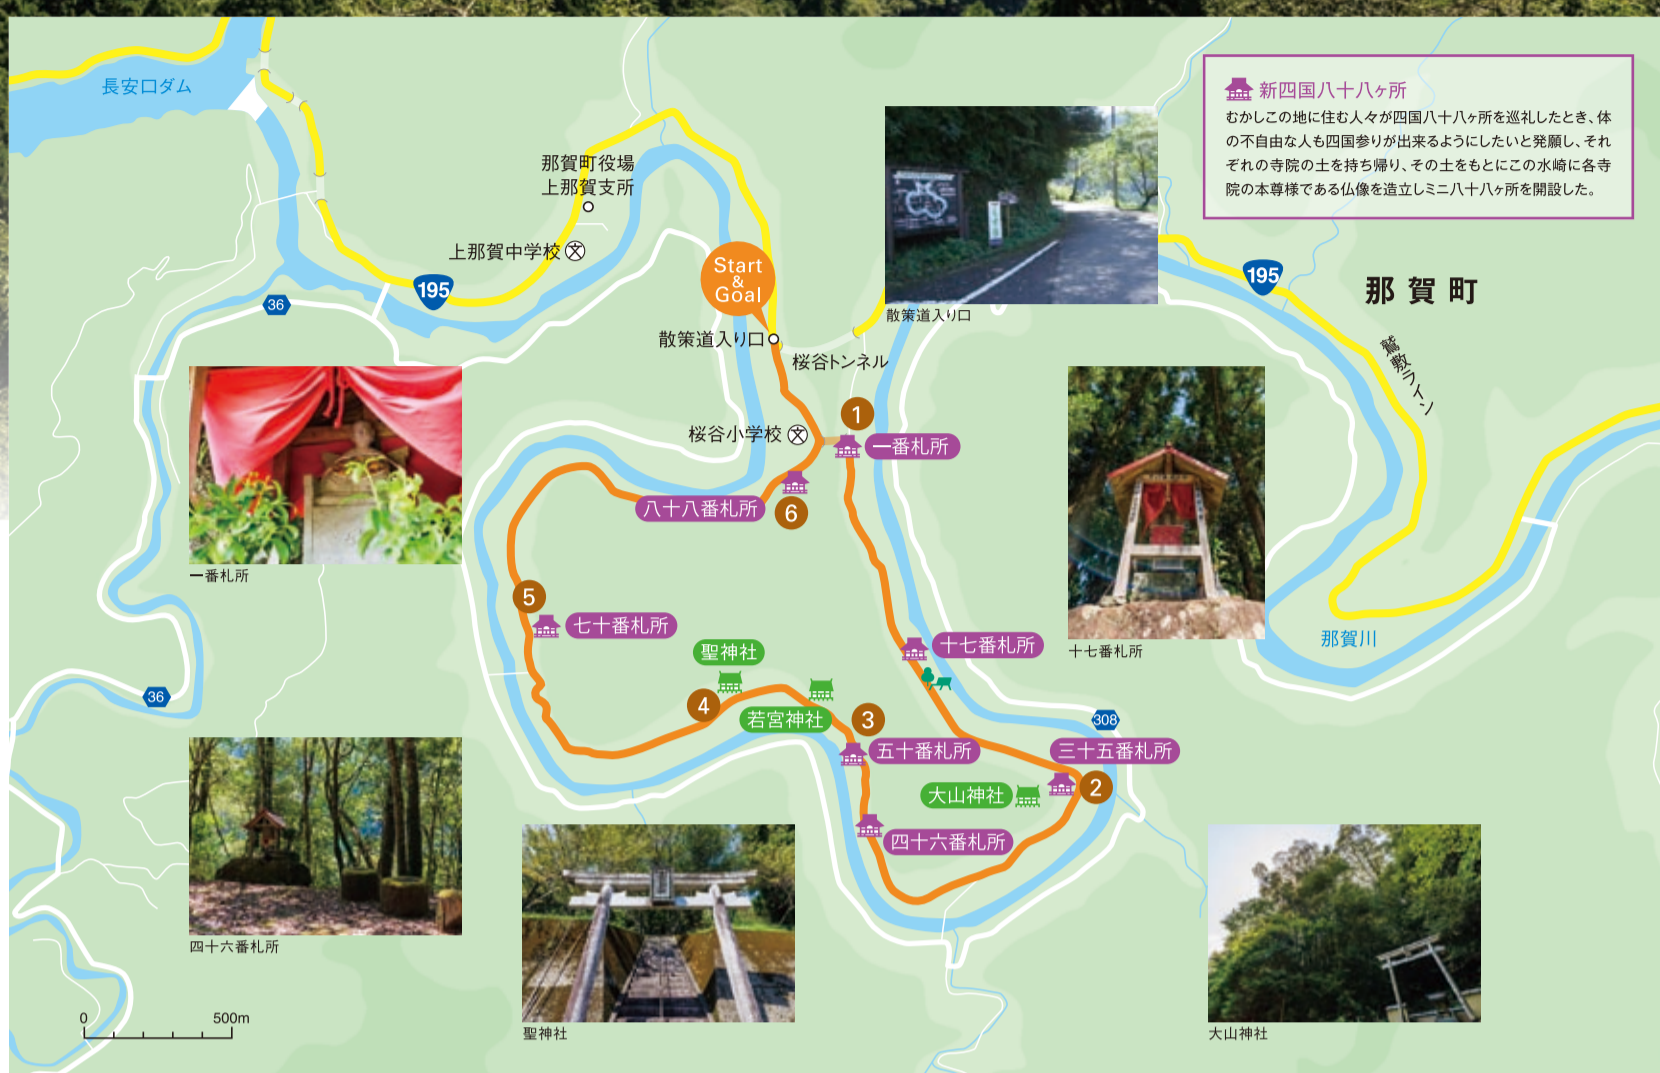 長安口ダム
那賀町役場
上那賀支所
上那賀中学校
195
36
Start
&
Goal
散策道入り口
桜谷トンネル
散策道入り口
新四国八十八ヶ所
むかしこの地に住む人々が四国八十八ヶ所を巡礼したとき、体
の不自由な人も四国参りが出来るようにしたいと発願し、それ
ぞれの寺院の土を持ち帰り、その土をもとにこの水崎に各寺
院の本尊様である仏像を造立しミニ八十八ヶ所を開設した。
195
那賀町
鷲敷ライン
桜谷小学校
文
文
1
一番札所
八十八番札所
6
一番札所
5
七十番札所
聖神社
4
若宮神社
3
五十番札所
十七番札所
十七番札所
那賀川
36
308
三十五番札所
2
大山神社
四十六番札所
四十六番札所
聖神社
大山神社
0
500m